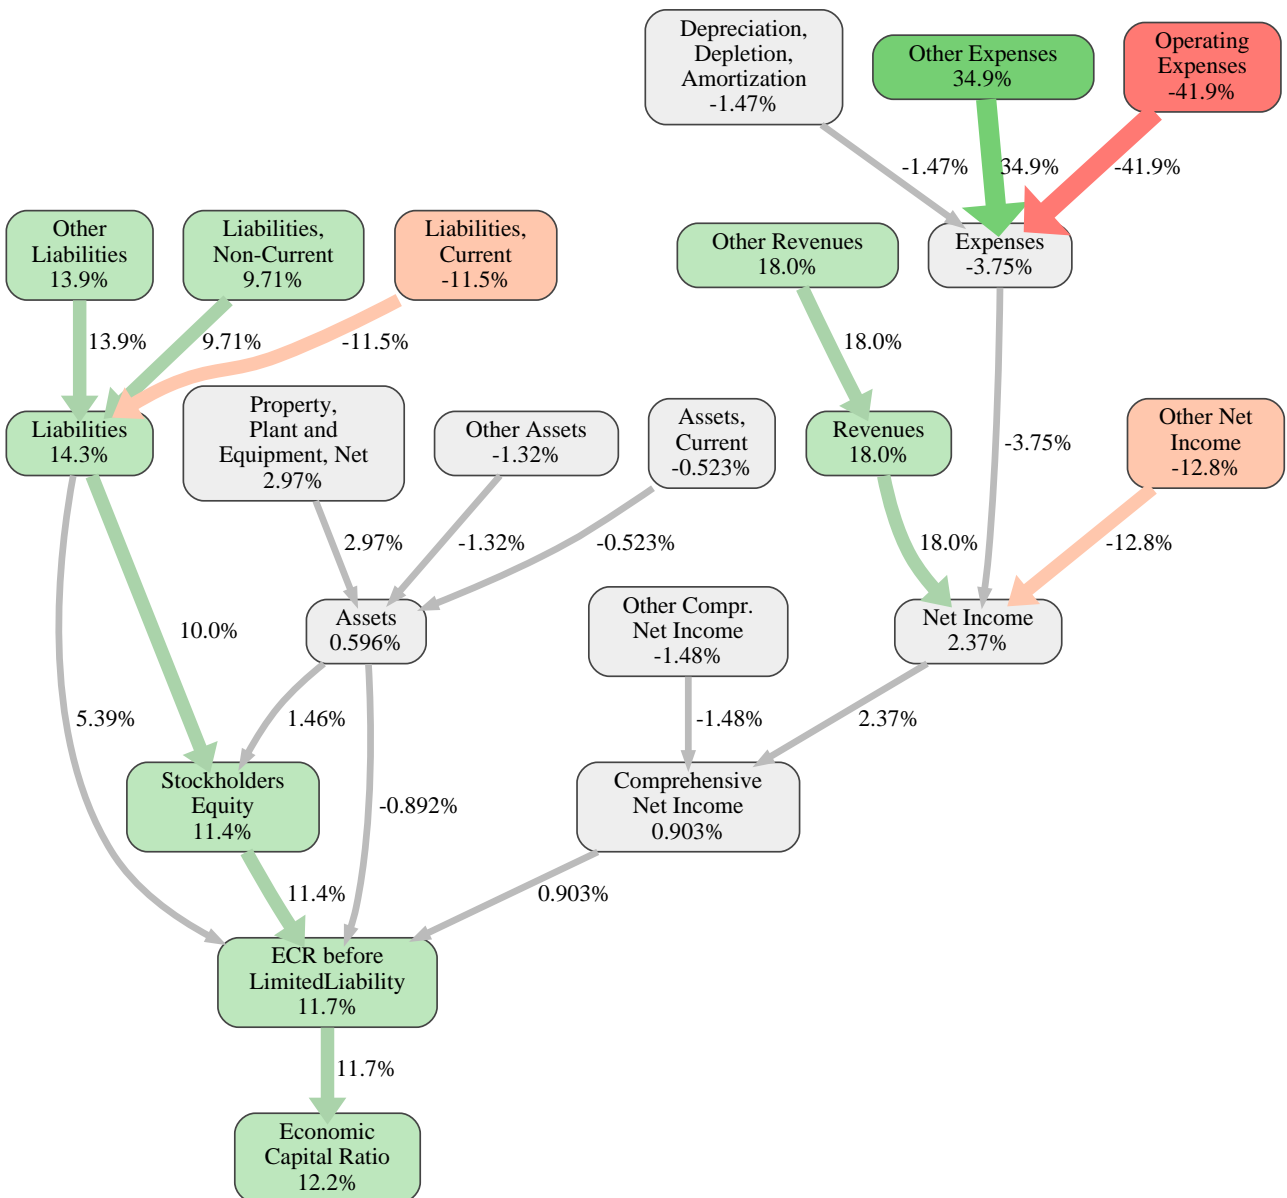 Depreciation,
Depletion,
Amortization
-1.47%
Other Expenses
34.9%
Operating
Expenses
-41.9%
-1.47%
34.9%
-41.9%
Other
Liabilities
13.9%
Liabilities,
Non-Current
9.71%
Liabilities,
Current
-11.5%
Other Revenues
18.0%
Expenses
-3.75%
13.9%
9.71%
-11.5%
18.0%
Liabilities
14.3%
Property,
Plant and
Equipment, Net
2.97%
Other Assets
-1.32%
Assets,
Current
-0.523%
Revenues
18.0%
-3.75%
Other Net
Income
-12.8%
2.97%
-1.32%
-0.523%
18.0%
-12.8%
10.0%
Assets
0.596%
Other Compr.
Net Income
-1.48%
Net Income
2.37%
5.39%
1.46%
-1.48%
2.37%
Stockholders
Equity
11.4%
-0.892%
Comprehensive
Net Income
0.903%
11.4%
0.903%
ECR before
LimitedLiability
11.7%
11.7%
Economic
Capital Ratio
12.2%